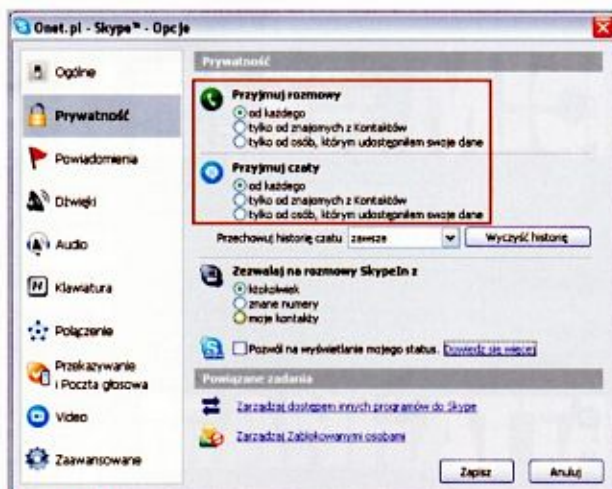 Onet.pl - Skype™ - Opcje
Ogólne
Prywatność
Powiadomienia
Dźwięki
Audio
Klawiatura
Połączenie
Przekazywanie
i Poczta głosowa
Video
Zaawansowane
Prywatność
Przyjmuj rozmowy
od każdego
tylko od znajomych z Kontaktów
tylko od osób, którym udostępniłem swoje dane
Przyjmuj czaty
od każdego
tylko od znajomych z Kontaktów
tylko od osób, którym udostępniłem swoje dane
Przechowuj historię czatu zawsze Wyczyść historię
Zezwalaj na rozmowy SkypeIn z
ktokolwiek
znane numery
moje kontakty
Pozwól na wyświetlanie mojego status. Dowiedz się więcej
Powiązane zadania
Zarządzaj dostępem innych programów do Skype
Zarządzaj Zablokowanymi osobami
Zapisz Anuluj